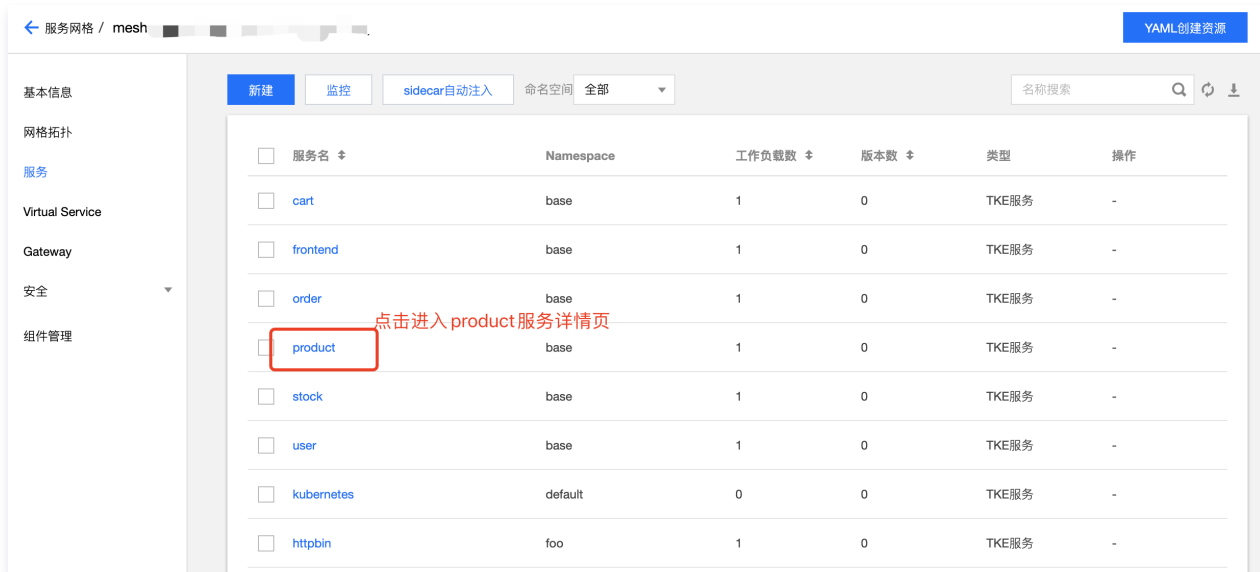 服务网格 / mesh
YAML创建资源
基本信息
网格拓扑
服务
Virtual Service
Gateway
安全
组件管理
新建 监控 sidecar自动注入 命名空间 全部 名称搜索
服务名 Namespace 工作负载数 版本数 类型 操作
cart base 1 0 TKE服务 -
frontend base 1 0 TKE服务 -
order base 1 0 TKE服务 -
点击进入product服务详情页
product base 1 0 TKE服务 -
stock base 1 0 TKE服务 -
user base 1 0 TKE服务 -
kubernetes default 0 0 TKE服务 -
httpbin foo 1 0 TKE服务 -